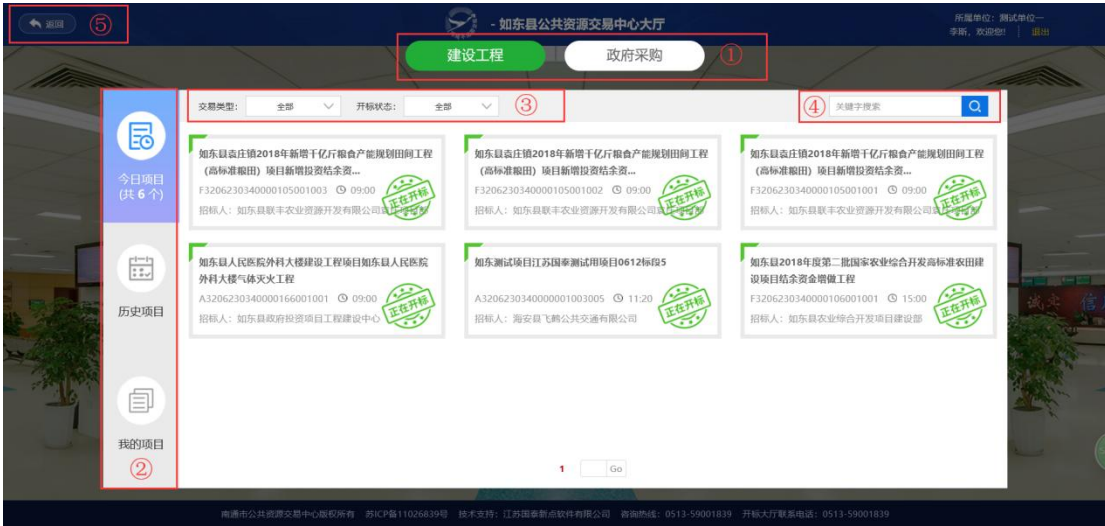 返回
⑤
- 如东县公共资源交易中心大厅
所属单位：测试单位一
李斯，欢迎您！ | 退出
建设工程
政府采购
①
交易类型：
全部
开标状态：
全部
③
④
关键字搜索
今日项目
(共 6 个)
历史项目
我的项目
②
如东县袁庄镇2018年新增千亿斤粮食产能规划田间工程
（高标准粮田）项目新增投资结余资...
F3206230340000105001003 09:00
招标人：如东县联丰农业资源开发有限公司
正在开标
如东县袁庄镇2018年新增千亿斤粮食产能规划田间工程
（高标准粮田）项目新增投资结余资...
F3206230340000105001002 09:00
招标人：如东县联丰农业资源开发有限公司
正在开标
如东县袁庄镇2018年新增千亿斤粮食产能规划田间工程
（高标准粮田）项目新增投资结余资...
F3206230340000105001001 09:00
招标人：如东县联丰农业资源开发有限公司
正在开标
如东县人民医院外科大楼建设工程项目如东县人民医院
外科大楼气体灭火工程
A3206230340000166001001 09:00
招标人：如东县政府投资项目工程建设中心
正在开标
如东测试项目江苏国泰测试用项目0612标段5
A3206230340000001003005 11:20
招标人：海安县飞鹤公共交通有限公司
正在开标
如东县2018年度第二批国家农业综合开发高标准农田建
设项目结余资金增做工程
F3206230340000106001001 15:00
招标人：如东县农业综合开发项目建设部
正在开标
1
Go
诚实 信
南通市公共资源交易中心版权所有 苏ICP备11026839号 技术支持：江苏国泰新点软件有限公司 咨询热线：0513-59001839 开标大厅联系电话：0513-59001839